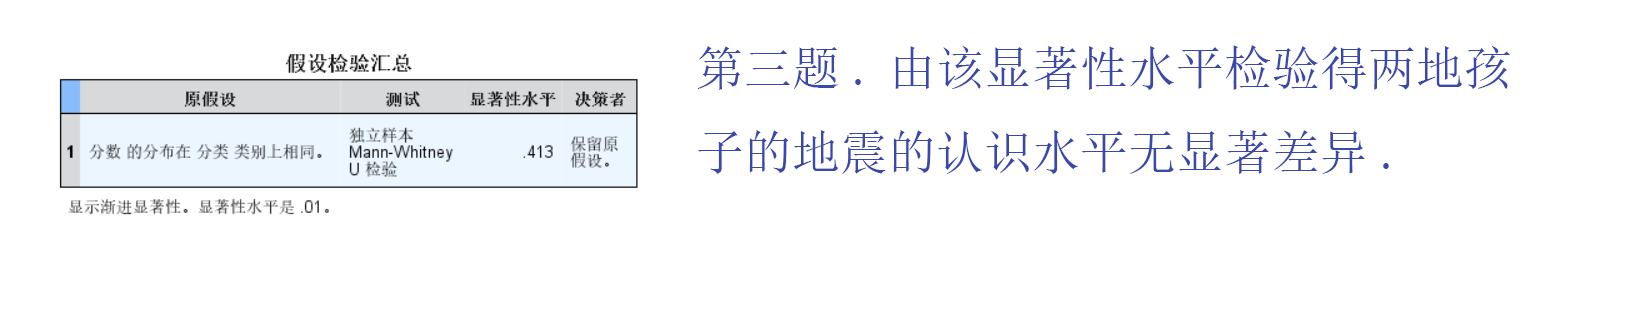 假设检验汇总
原假设 测试 显著性水平 决策者
1 分数 的分布在 分类 类别上相同。 独立样本 Mann-Whitney U 检验 .413 保留原假设。
显示渐进显著性。显著性水平是 .01。
第三题. 由该显著性水平检验得两地孩
子的地震的认识水平无显著差异.